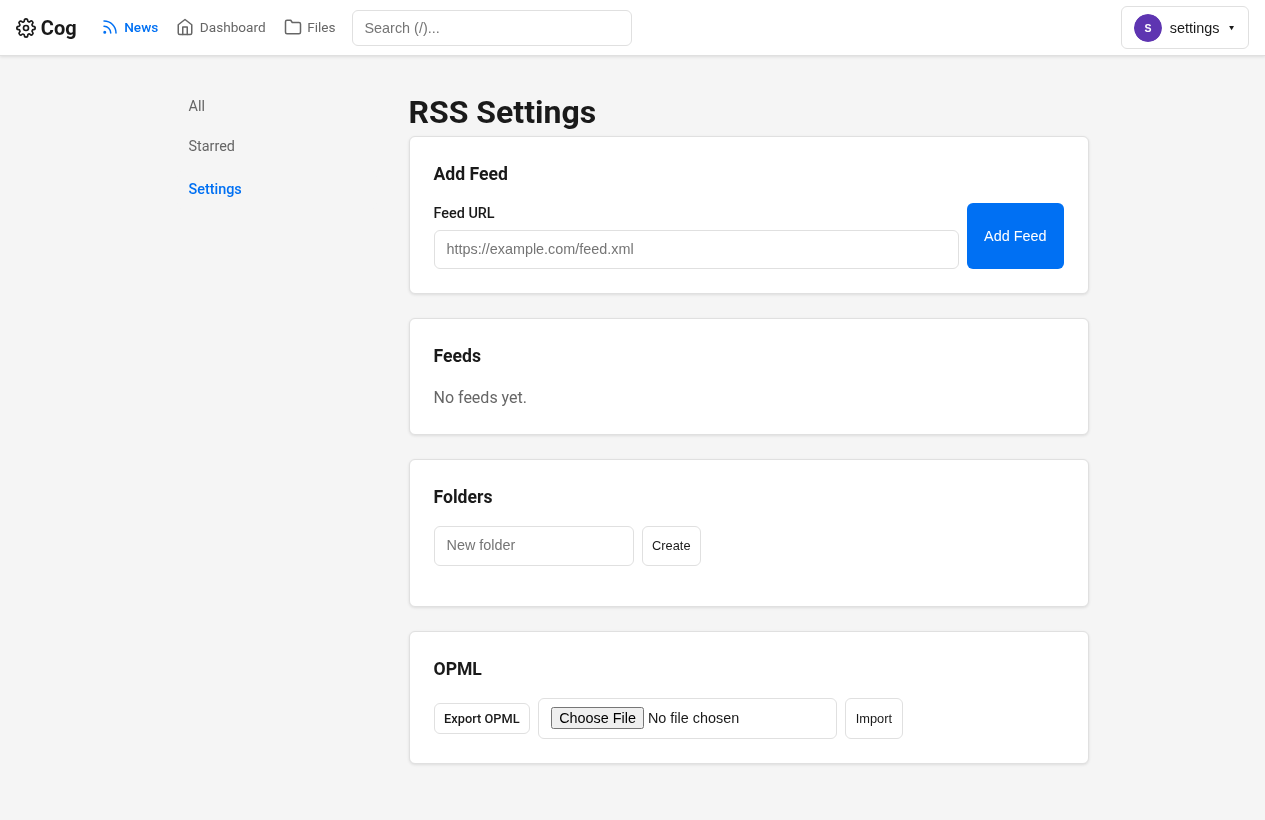 Cog News Dashboard Files Search (/)... S settings ▾
All
Starred
Settings
RSS Settings
Add Feed
Feed URL
https://example.com/feed.xml
Add Feed
Feeds
No feeds yet.
Folders
New folder Create
OPML
Export OPML Choose File No file chosen Import